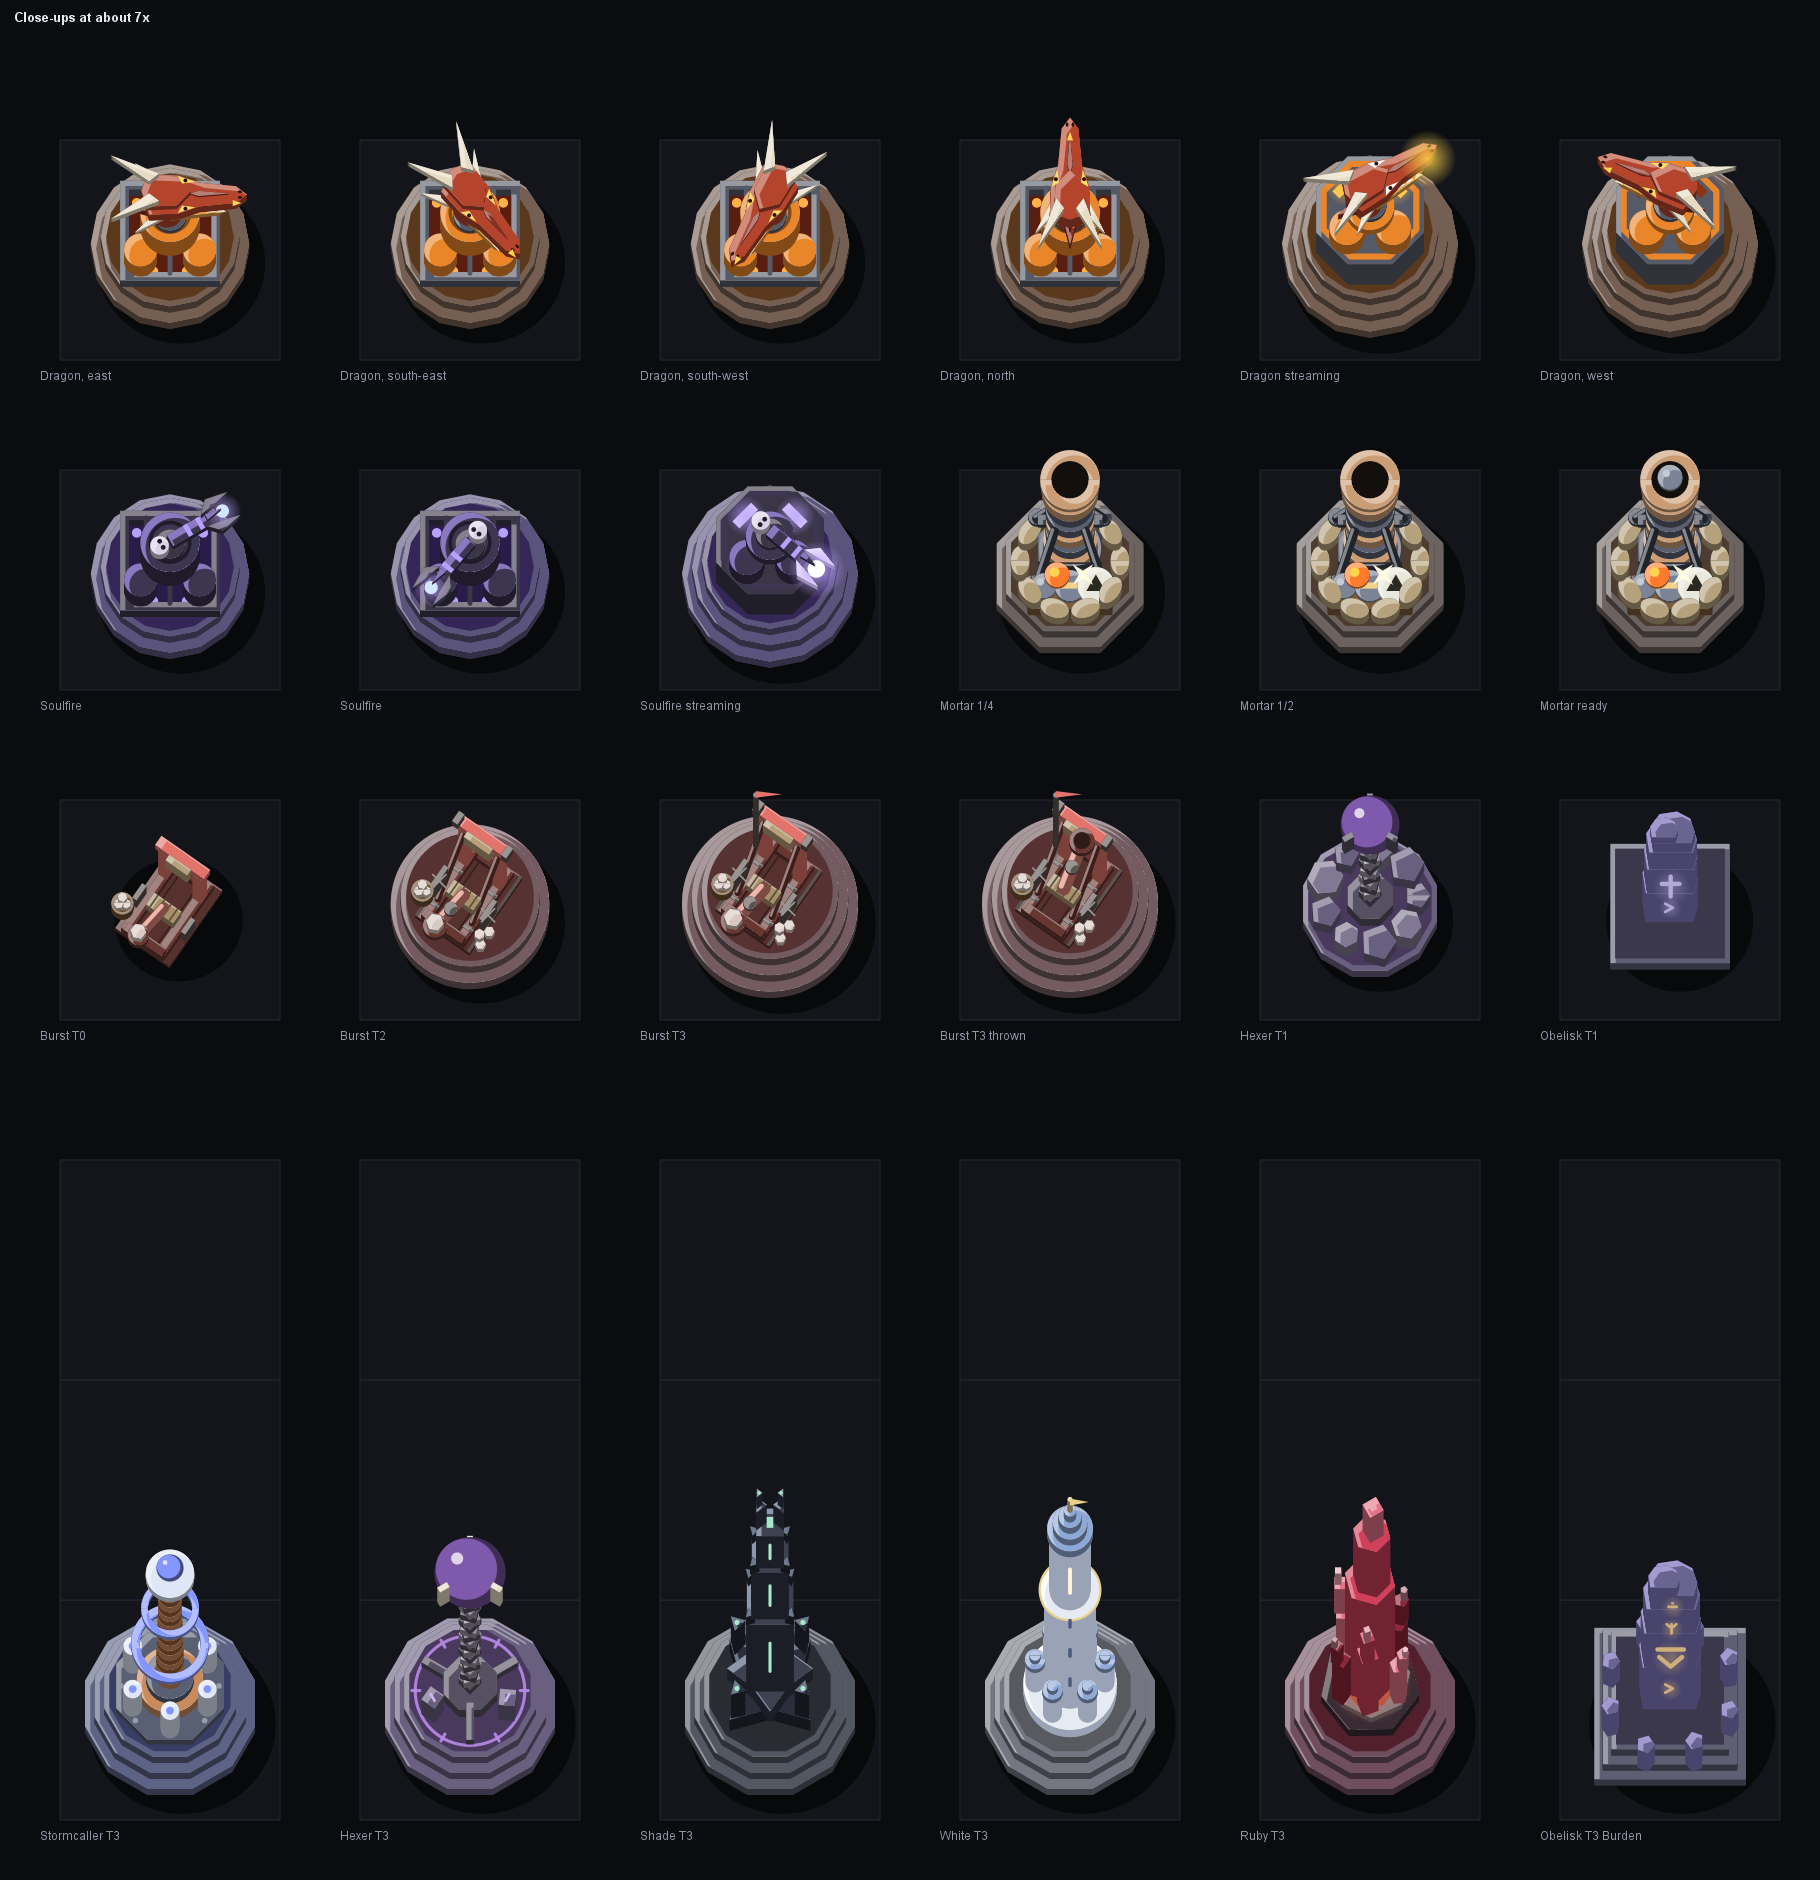 Close-ups at about 7x
Dragon, east
Dragon, south-east
Dragon, south-west
Dragon, north
Dragon streaming
Dragon, west
Soulfire
Soulfire
Soulfire streaming
Mortar 1/4
Mortar 1/2
Mortar ready
Burst T0
Burst T2
Burst T3
Burst T3 thrown
Hexer T1
Obelisk T1
Stormcaller T3
Hexer T3
Shade T3
White T3
Ruby T3
Obelisk T3 Burden